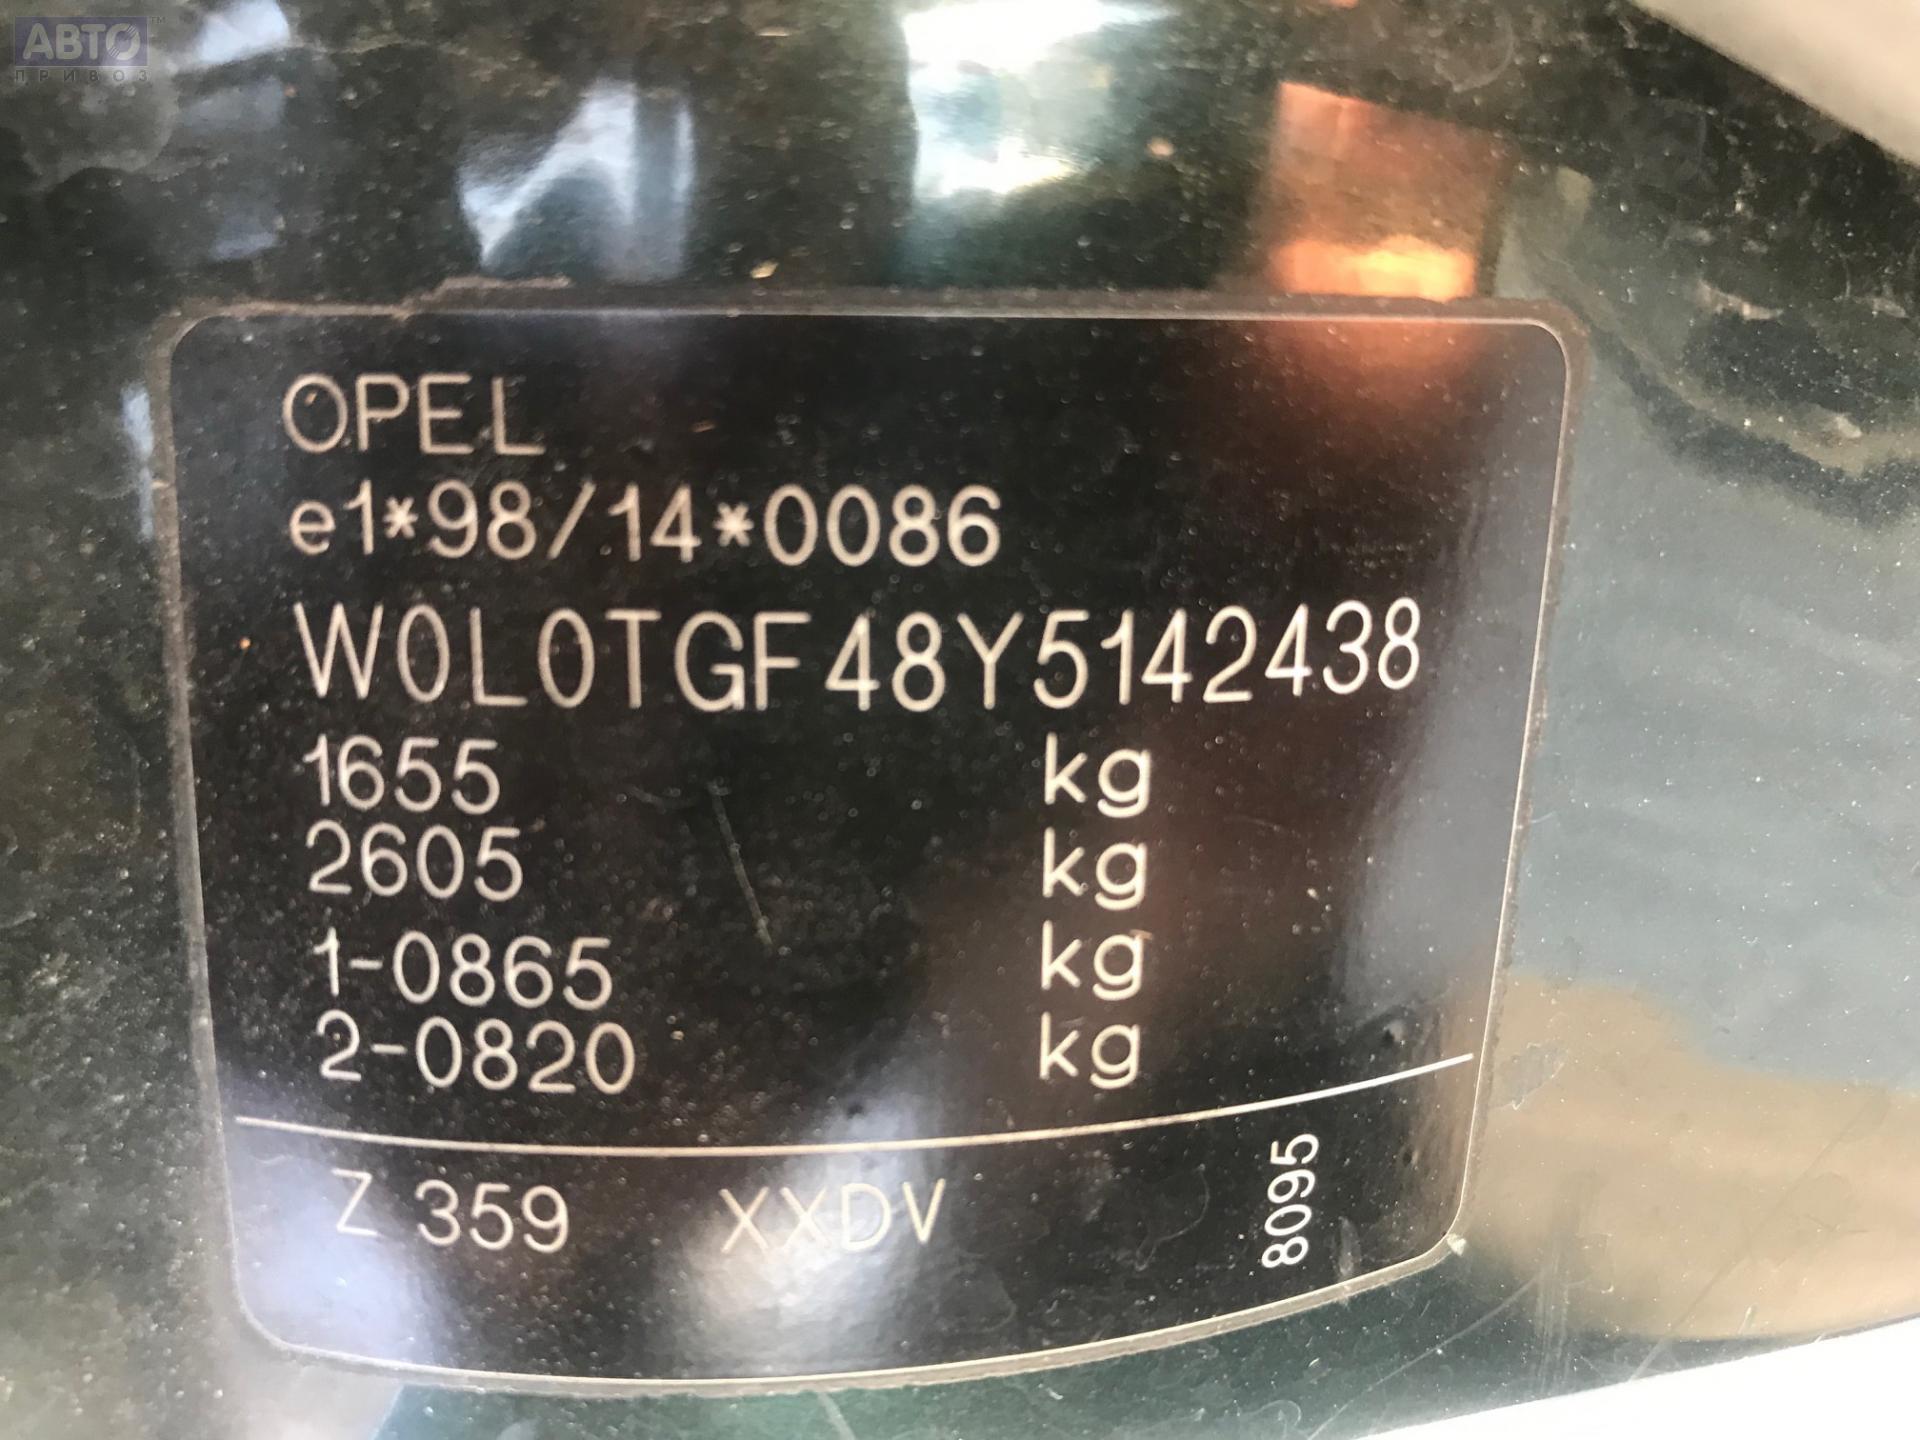 АВТО™
ПРИВОЗ
OPEL
e1*98/14*0086
W0L0TGF48Y5142438
1655 kg
2605 kg
1-0865 kg
2-0820 kg
Z 359 XXDV 8095